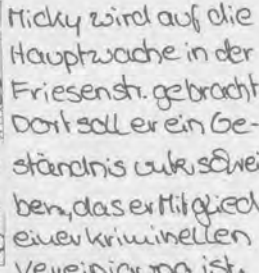 Micky wird auf die
Hauptwache in der
Friesenstr. gebracht
Dort soll er ein Ge-
ständnis unterschrei
ben, das er Mitglied
einer kriminellen
Vereinigung ist.